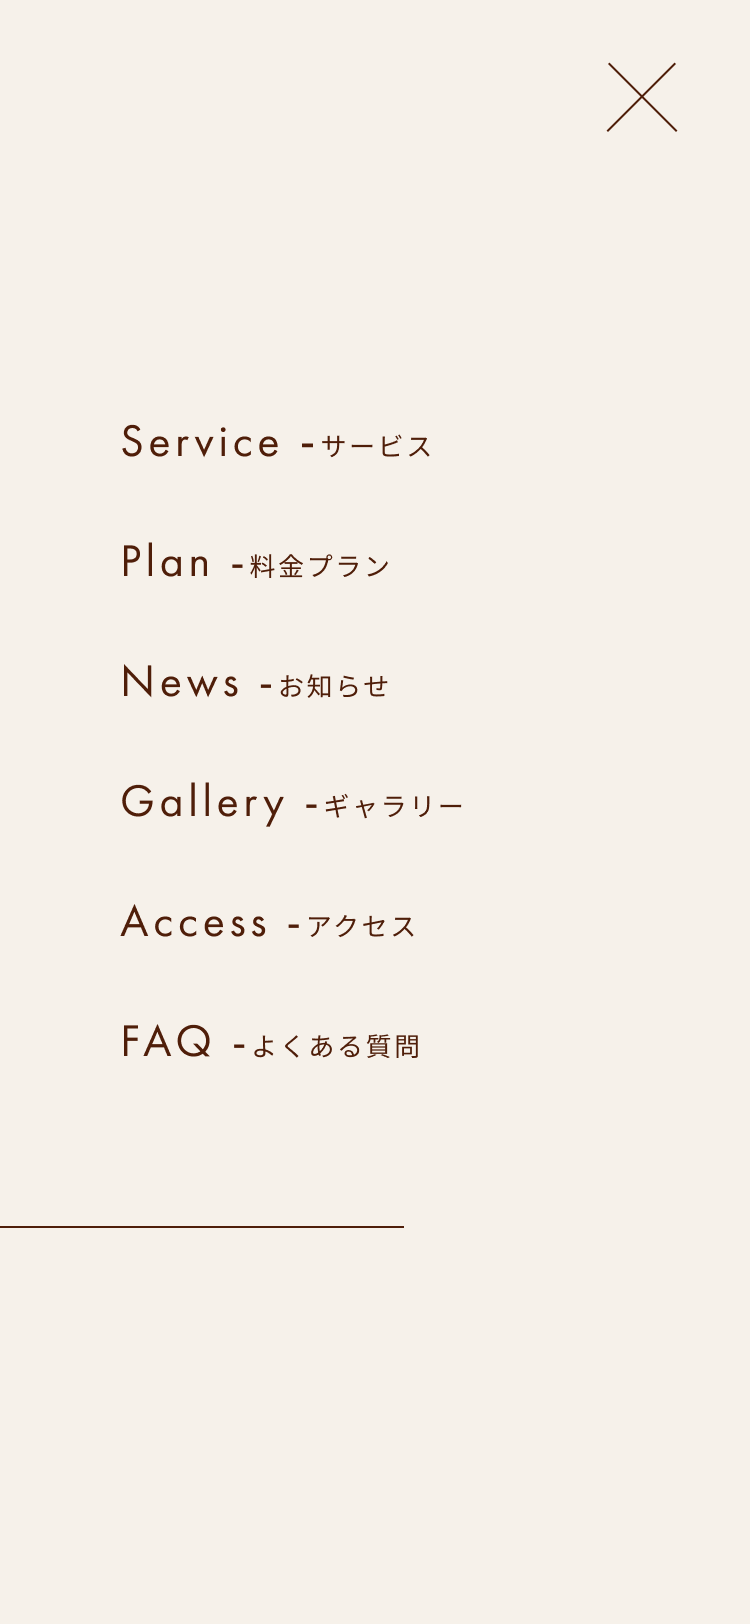 Service -サービス
Plan -料金プラン
News -お知らせ
Gallery -ギャラリー
Access -アクセス
FAQ -よくある質問